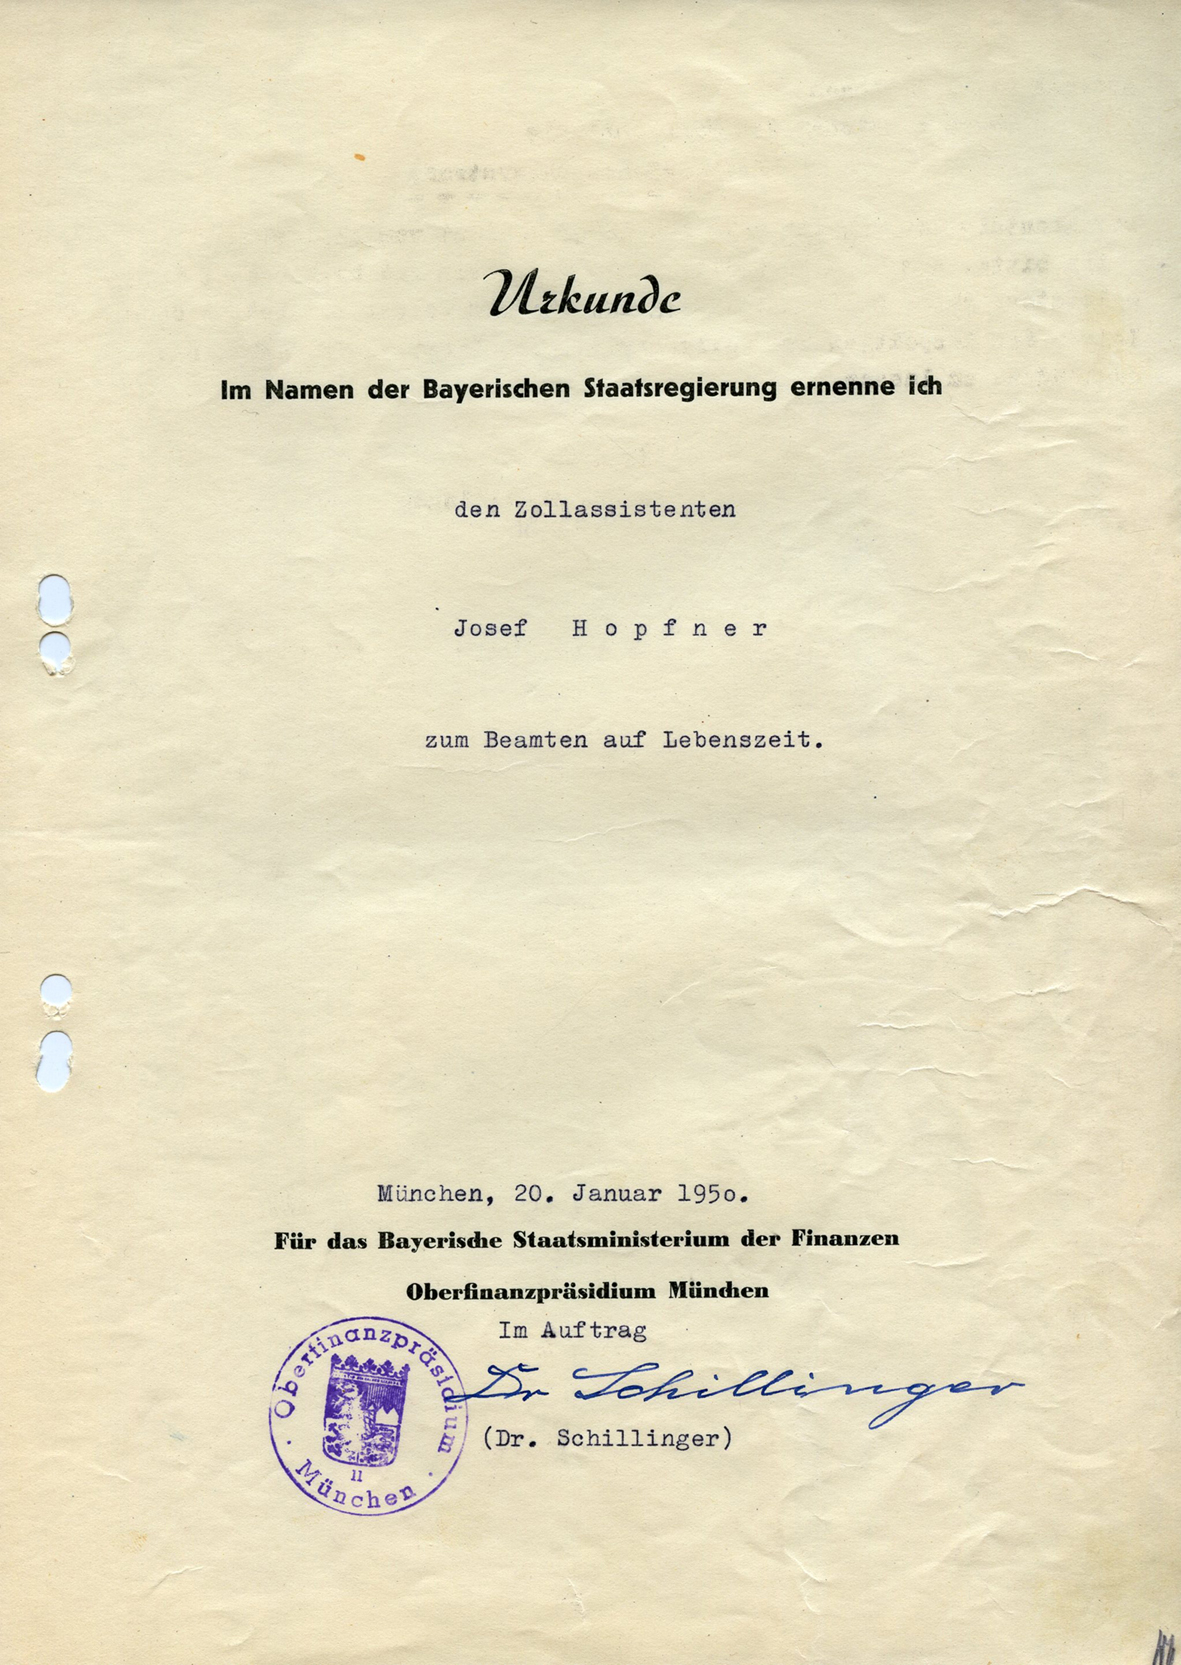 Urkunde
Im Namen der Bayerischen Staatsregierung ernenne ich
den Zollassistenten
Josef H o p f n e r
zum Beamten auf Lebenszeit.
München, 20. Januar 195o.
Für das Bayerische Staatsministerium der Finanzen
Oberfinanzpräsidium München
Im Auftrag
Dr Schillinger
(Dr. Schillinger)
Oberfinanzpräsidium
11
· München ·